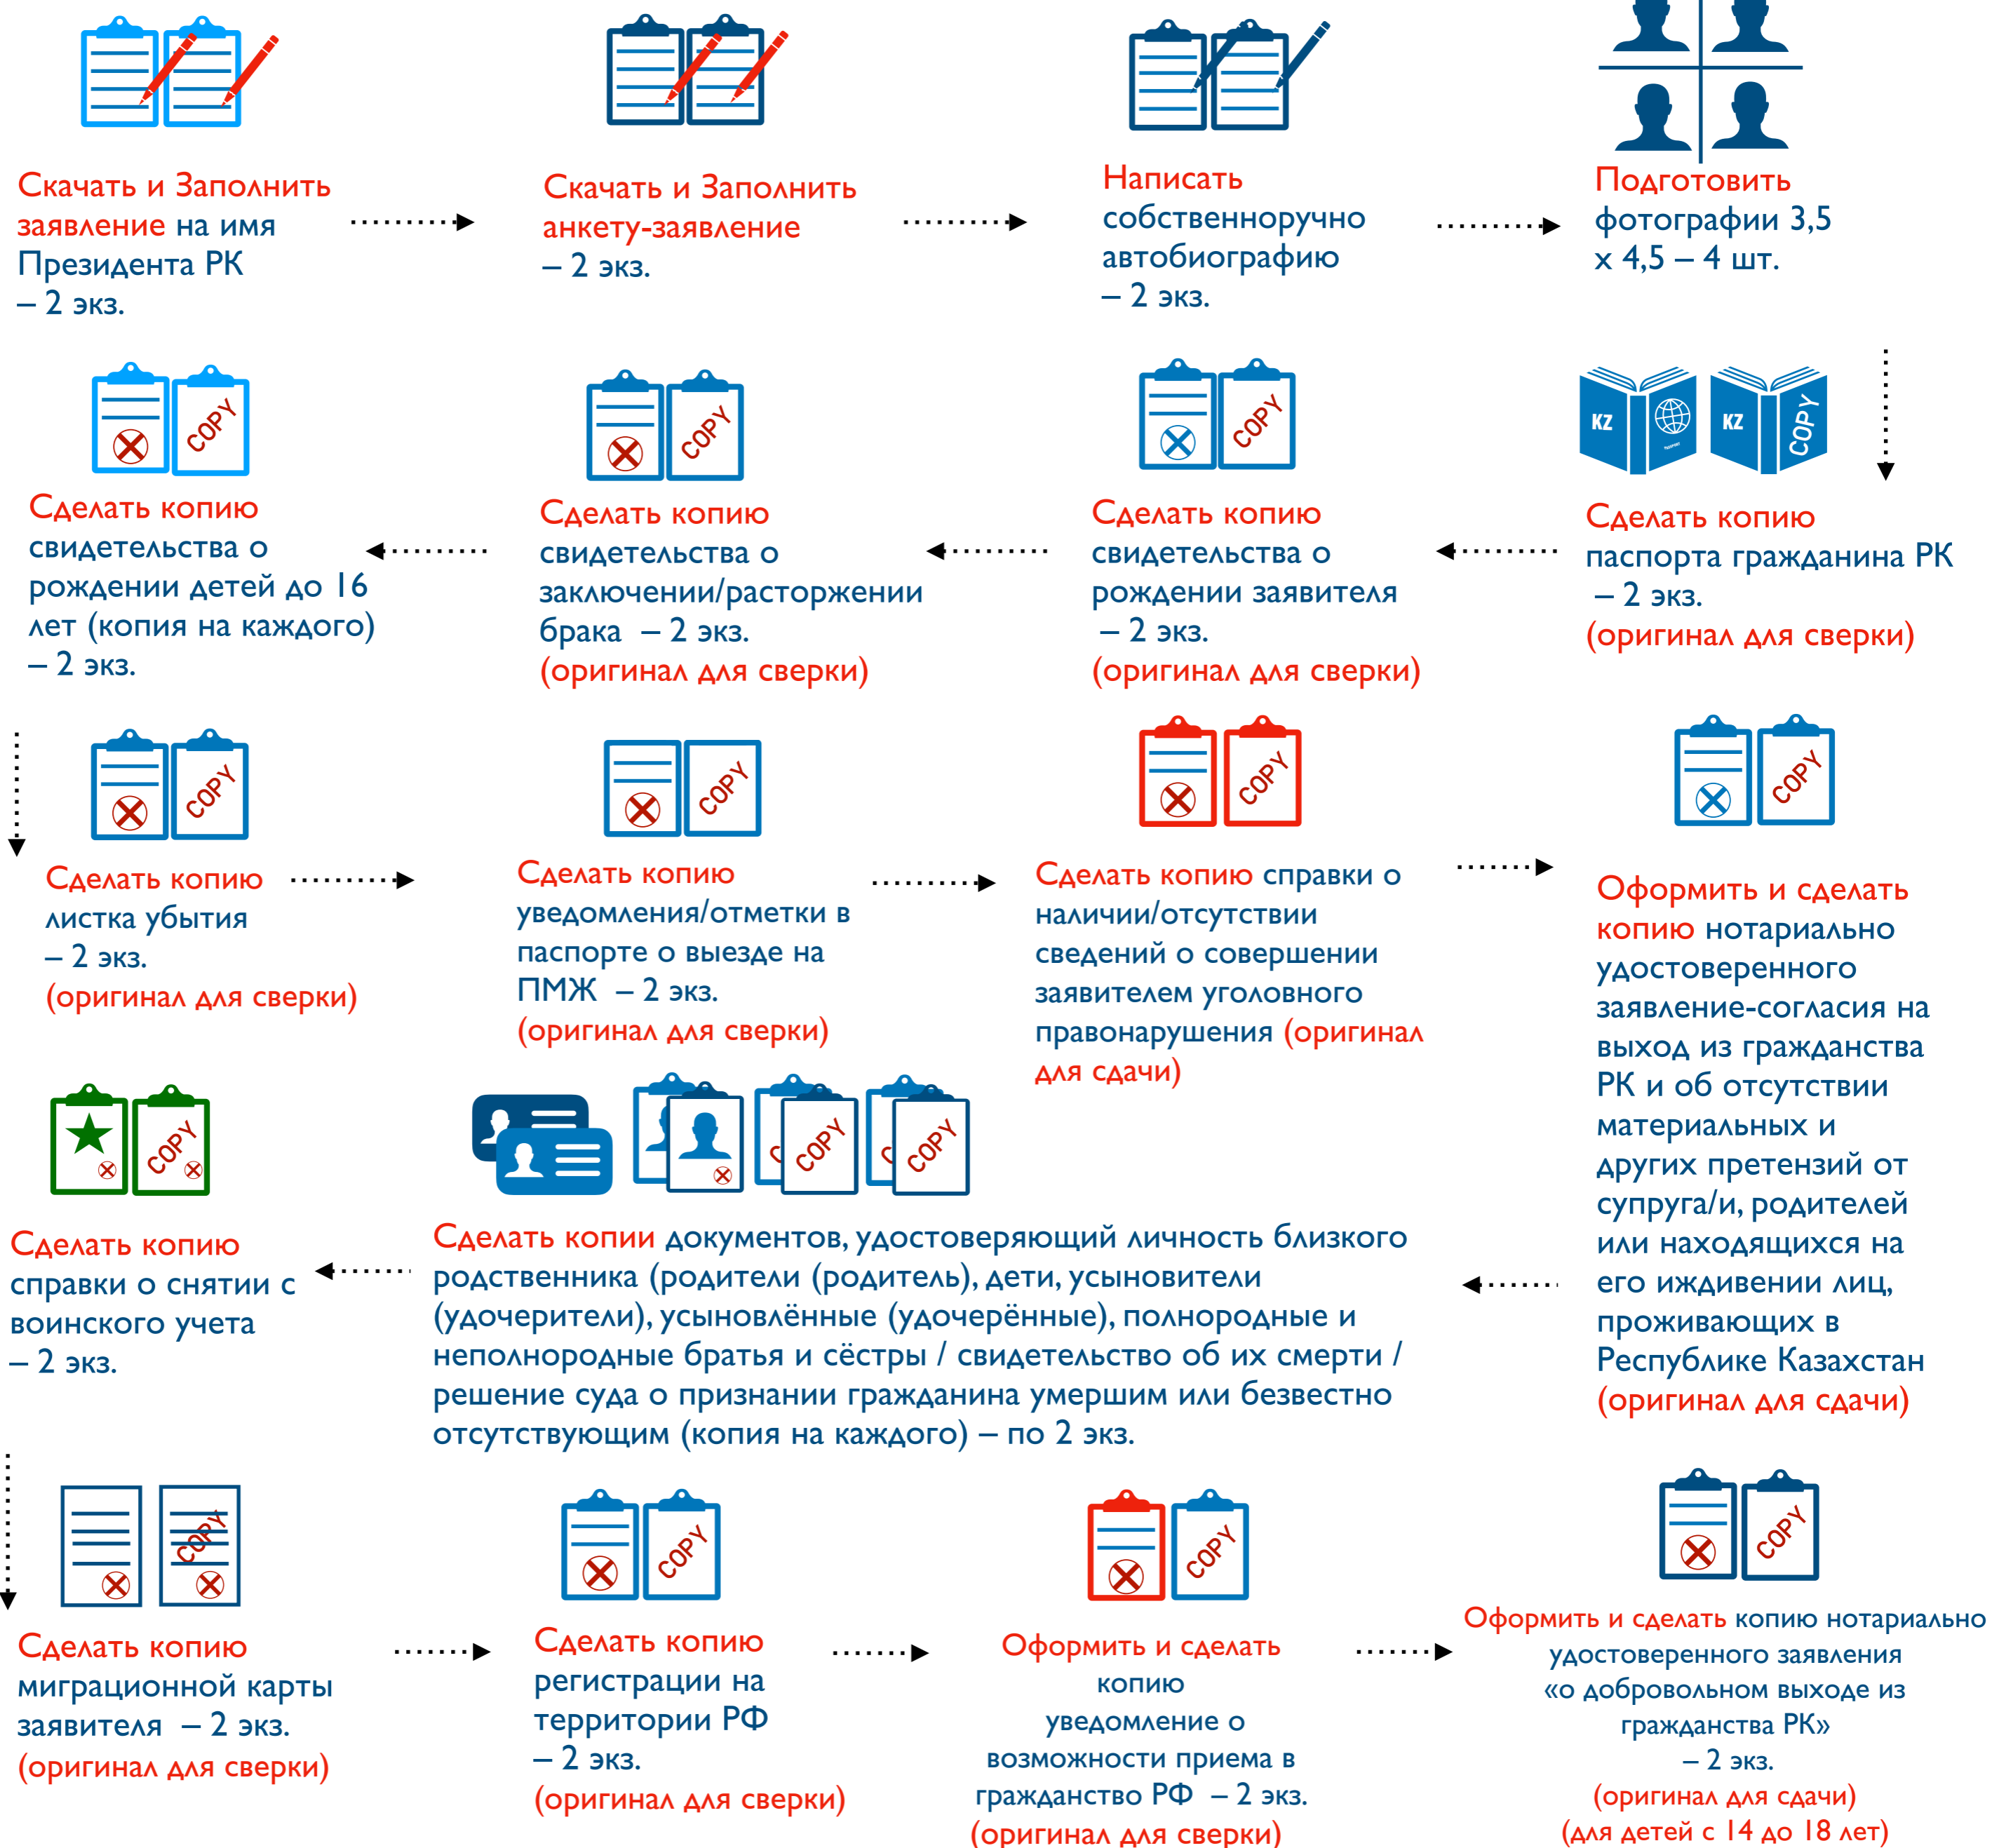 Скачать и Заполнить
заявление на имя
Президента РК
– 2 экз.
Скачать и Заполнить
анкету-заявление
– 2 экз.
Написать
собственноручно
автобиографию
– 2 экз.
Подготовить
фотографии 3,5
х 4,5 – 4 шт.
KZ
KZ
COPY
Сделать копию
паспорта гражданина РК
– 2 экз.
(оригинал для сверки)
COPY
Сделать копию
свидетельства о
рождении заявителя
– 2 экз.
(оригинал для сверки)
COPY
Сделать копию
свидетельства о
заключении/расторжении
брака – 2 экз.
(оригинал для сверки)
COPY
Сделать копию
свидетельства о
рождении детей до 16
лет (копия на каждого)
– 2 экз.
COPY
Сделать копию
листка убытия
– 2 экз.
(оригинал для сверки)
COPY
Сделать копию
уведомления/отметки в
паспорте о выезде на
ПМЖ – 2 экз.
(оригинал для сверки)
COPY
Сделать копию справки о
наличии/отсутствии
сведений о совершении
заявителем уголовного
правонарушения (оригинал
для сдачи)
COPY
Оформить и сделать
копию нотариально
удостоверенного
заявление-согласия на
выход из гражданства
РК и об отсутствии
материальных и
других претензий от
супруга/и, родителей
или находящихся на
его иждивении лиц,
проживающих в
Республике Казахстан
(оригинал для сдачи)
COPY
COPY
Сделать копии документов, удостоверяющий личность близкого
родственника (родители (родитель), дети, усыновители
(удочерители), усыновлённые (удочерённые), полнородные и
неполнородные братья и сёстры / свидетельство об их смерти /
решение суда о признании гражданина умершим или безвестно
отсутствующим (копия на каждого) – по 2 экз.
COPY
Сделать копию
справки о снятии с
воинского учета
– 2 экз.
COPY
Сделать копию
миграционной карты
заявителя – 2 экз.
(оригинал для сверки)
COPY
Сделать копию
регистрации на
территории РФ
– 2 экз.
(оригинал для сверки)
COPY
Оформить и сделать
копию
уведомление о
возможности приема в
гражданство РФ – 2 экз.
(оригинал для сверки)
COPY
Оформить и сделать копию нотариально
удостоверенного заявления
«о добровольном выходе из
гражданства РК»
– 2 экз.
(оригинал для сдачи)
(для детей с 14 до 18 лет)